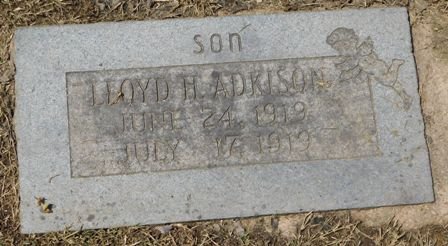 Son
LLOYD H. ADKISON
JUNE 24, 1919
JULY 17, 1919